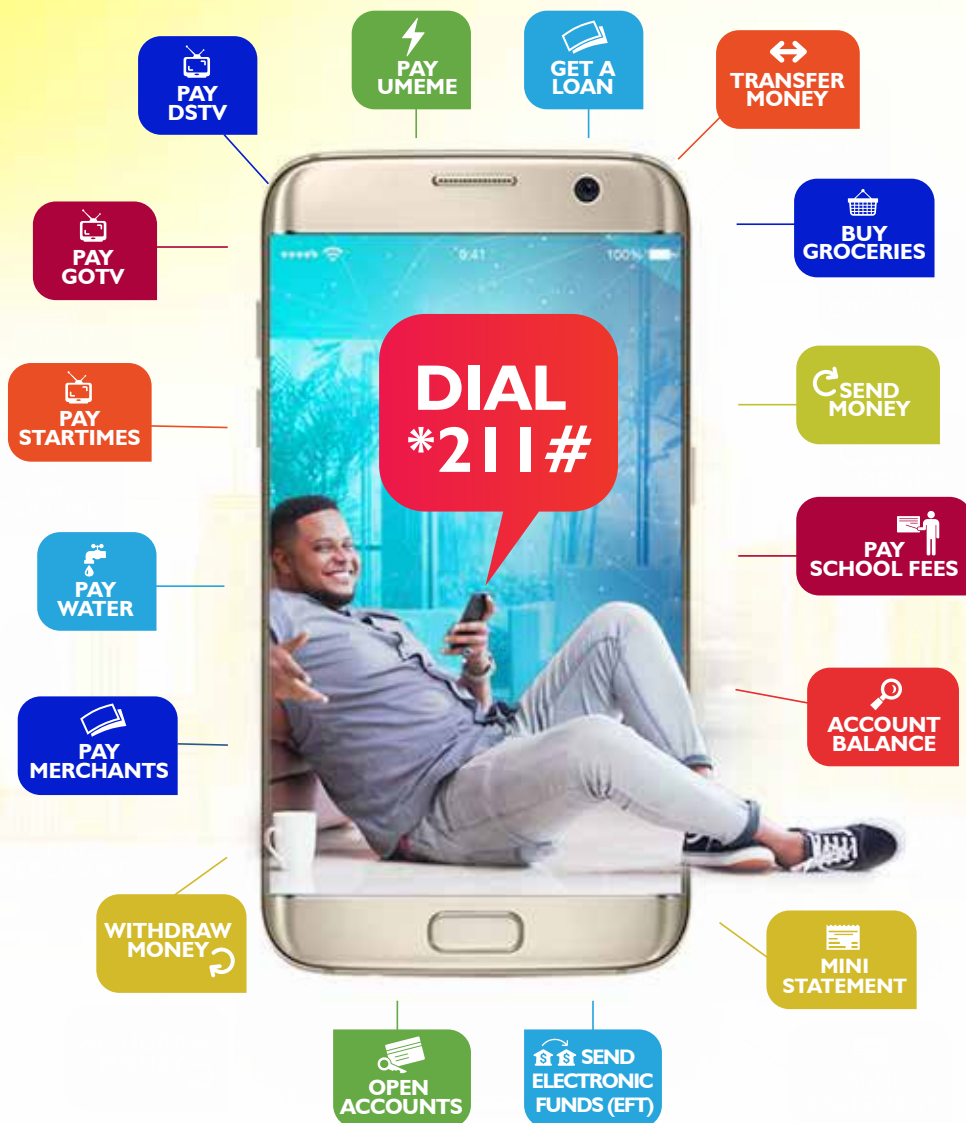 PAY
UMEME
GET A
LOAN
PAY
DSTV
TRANSFER
MONEY
BUY
GROCERIES
PAY
GOTV
9:41
100%
DIAL
*211#
SEND
MONEY
PAY
STARTIMES
PAY
SCHOOL FEES
PAY
WATER
ACCOUNT
BALANCE
PAY
MERCHANTS
WITHDRAW
MONEY
MINI
STATEMENT
OPEN
ACCOUNTS
$ $ SEND
ELECTRONIC
FUNDS (EFT)